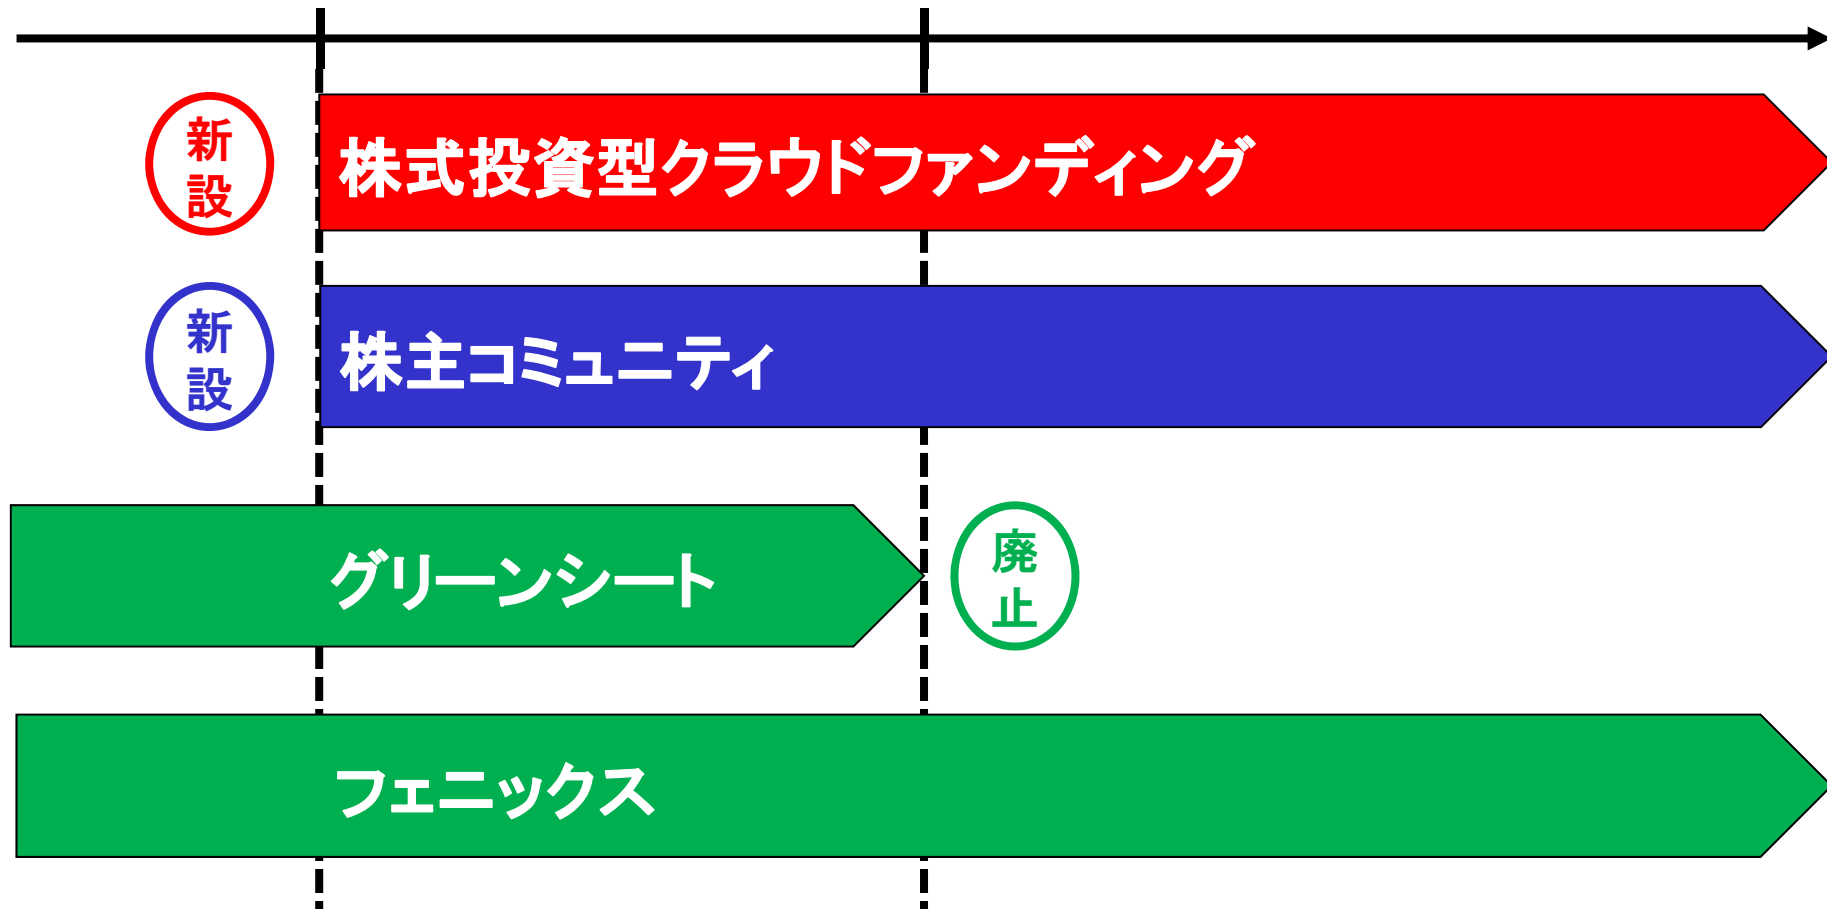 新
設
株式投資型クラウドファンディング
新
設
株主コミュニティ
グリーンシート
廃
止
フェニックス